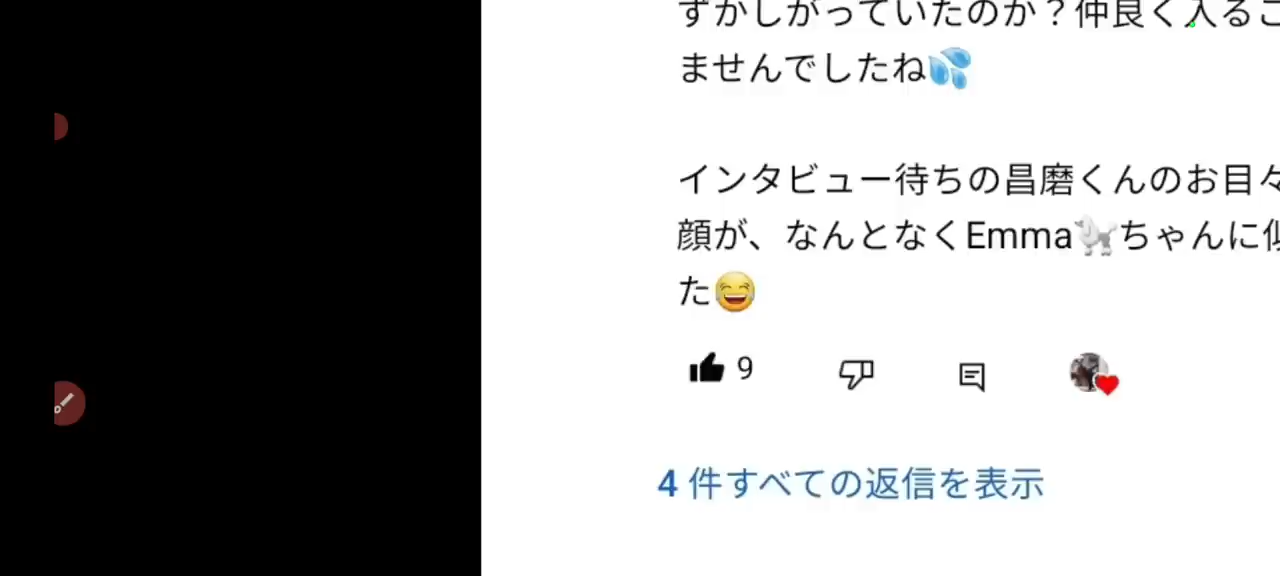 ずかしがっていたのか？仲良く入るこ
ませんでしたね💦
インタビュー待ちの昌磨くんのお目々
顔が、なんとなくEmma🐩ちゃんに似
た😂
9
4 件すべての返信を表示